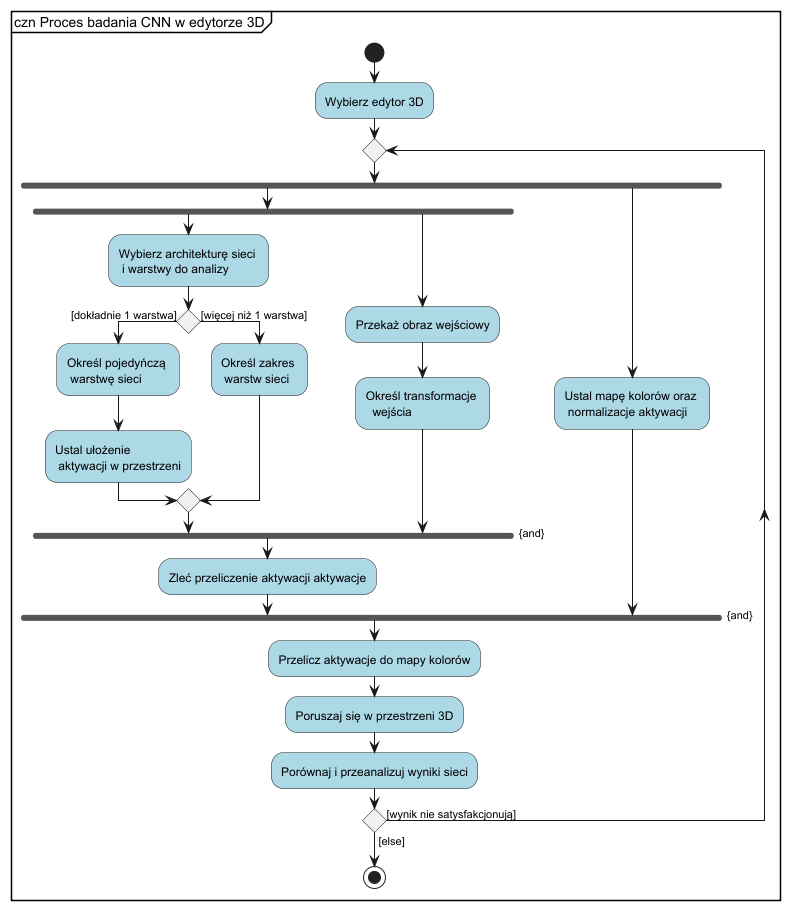 czn Proces badania CNN w edytorze 3D
Wybierz edytor 3D
Wybierz architekturę sieci
i warstwy do analizy
[dokładnie 1 warstwa]
[więcej niż 1 warstwa]
Określ pojedyńczą
warstwę sieci
Określ zakres
warstw sieci
Ustal ułożenie
aktywacji w przestrzeni
Przekaż obraz wejściowy
Określ transformacje
wejścia
Ustal mapę kolorów oraz
normalizacje aktywacji
{and}
Zleć przeliczenie aktywacji aktywacje
{and}
Przelicz aktywacje do mapy kolorów
Poruszaj się w przestrzeni 3D
Porównaj i przeanalizuj wyniki sieci
[wynik nie satysfakcjonują]
[else]